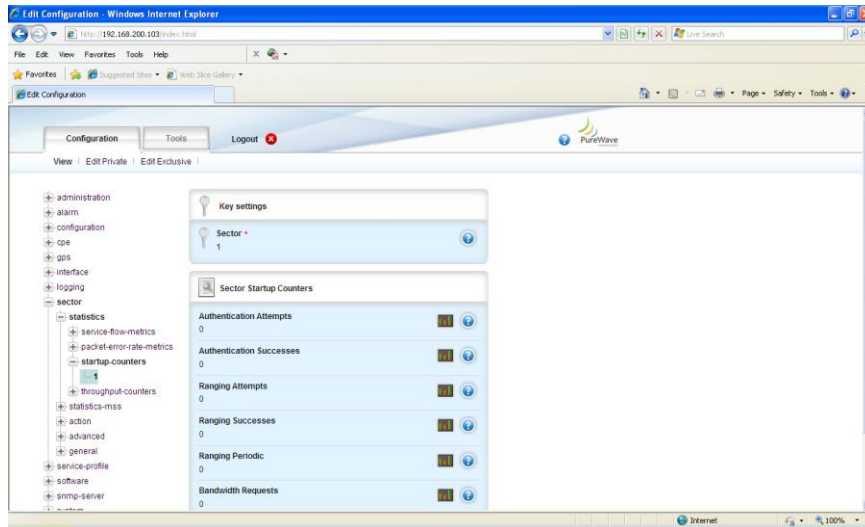 Edit Configuration - Windows Internet Explorer
http://192.168.200.103/index.html
Live Search
File Edit View Favorites Tools Help
Favorites Suggested Sites Web Slice Gallery
Edit Configuration
Page Safety Tools
Configuration Tools Logout
PureWave
View Edit Private Edit Exclusive
administration
alarm
configuration
cpe
gps
interface
logging
sector
statistics
service-flow-metrics
packet-error-rate-metrics
startup-counters
1
throughput-counters
statistics-mss
action
advanced
general
service-profile
software
snmp-server
Key settings
Sector *
1
Sector Startup Counters
Authentication Attempts
0
Authentication Successes
0
Ranging Attempts
0
Ranging Successes
0
Ranging Periodic
0
Bandwidth Requests
0
Internet
100%